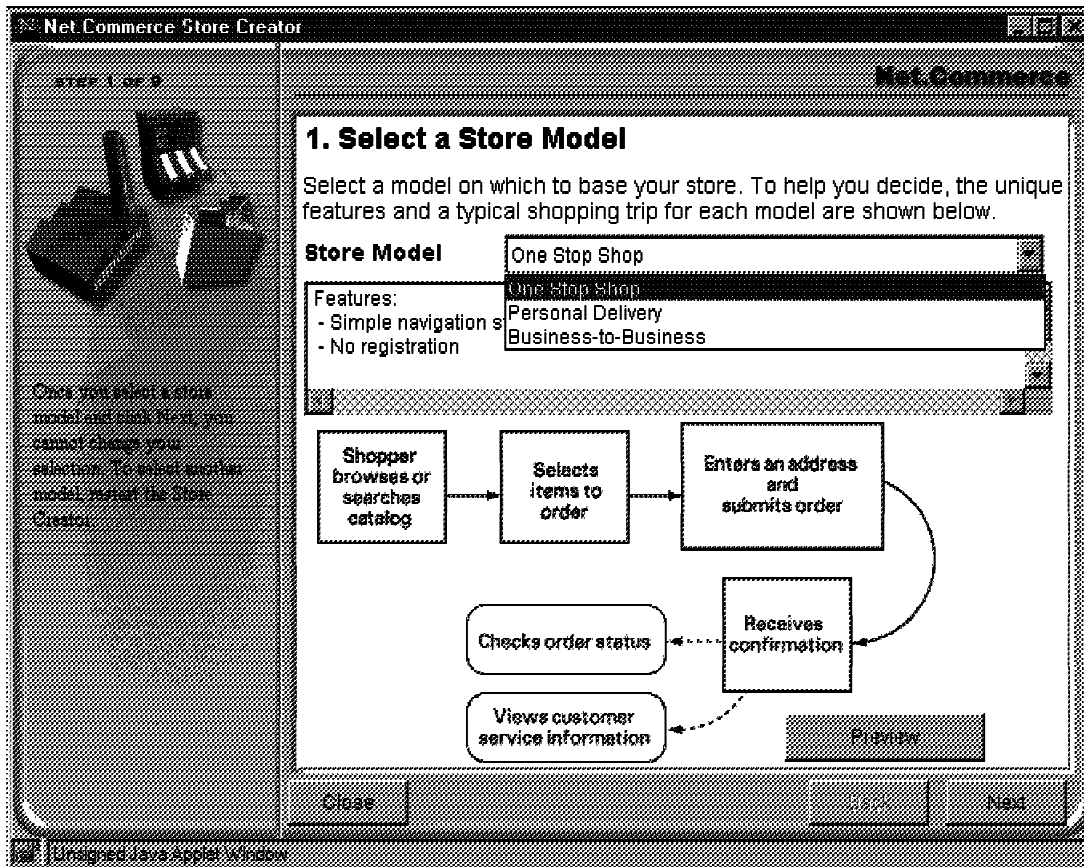 Net.Commerce Store Creator
STEP 1 OF 9
Net.Commerce
1. Select a Store Model
Select a model on which to base your store. To help you decide, the unique
features and a typical shopping trip for each model are shown below.
Store Model
One Stop Shop
One Stop Shop
Personal Delivery
Business-to-Business
Features:
- Simple navigation s
- No registration
Once you select a store
model and click Next, you
cannot change your
selection. To select another
model, restart the Store
Creator.
Shopper
browses or
searches
catalog
Selects
items to
order
Enters an address
and
submits order
Receives
confirmation
Checks order status
Views customer
service information
Preview
Close
Back
Next
Unsigned Java Applet Window